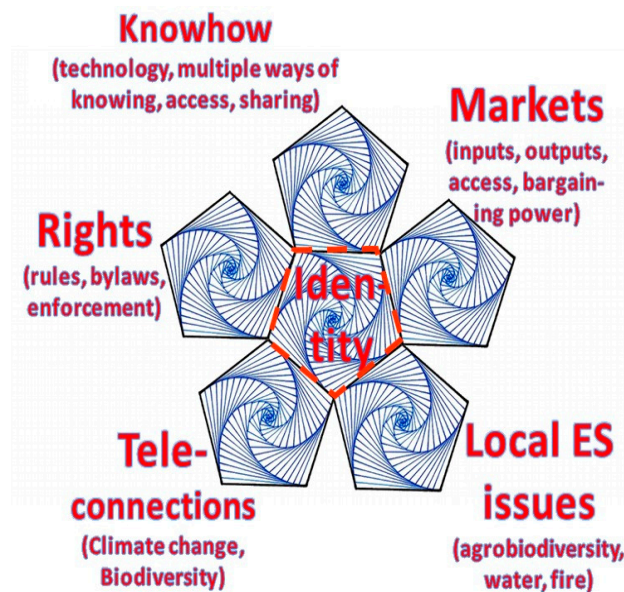 Knowhow
(technology, multiple ways of
knowing, access, sharing)
Markets
(inputs, outputs,
access, bargain-
ing power)
Rights
(rules, bylaws,
enforcement)
Iden-
tity
Tele-
connections
(Climate change,
Biodiversity)
Local ES
issues
(agrobiodiversity,
water, fire)